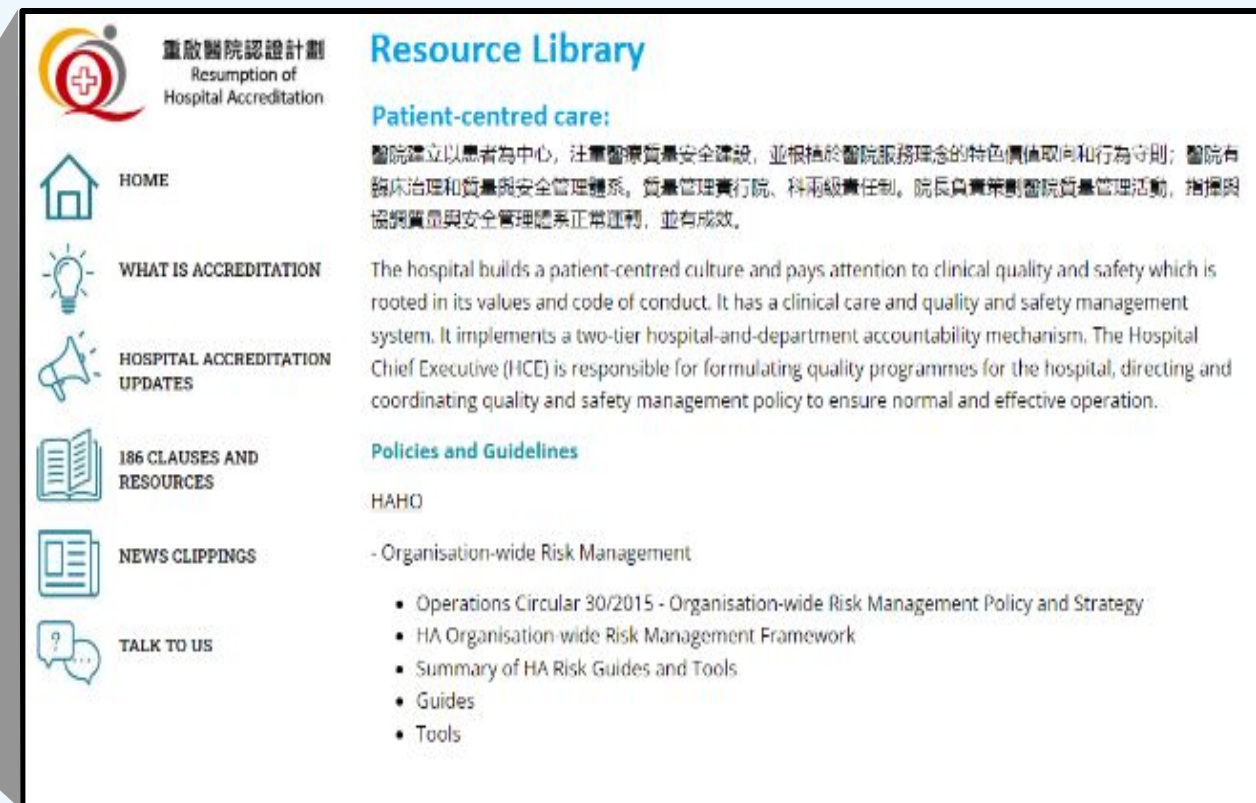 重啟醫院認證計劃
Resumption of
Hospital Accreditation
HOME
WHAT IS ACCREDITATION
HOSPITAL ACCREDITATION
UPDATES
186 CLAUSES AND
RESOURCES
NEWS CLIPPINGS
TALK TO US
Resource Library
Patient-centred care:
醫院建立以患者為中心，注重醫療質量安全建設，並根植於醫院服務理念的特色價值取向和行為守則；醫院有
臨床治理和質量與安全管理體系。質量管理實行院、科兩級責任制。院長負責策劃醫院質量管理活動，指揮與
協調質量與安全管理體系正常運轉，並有成效。
The hospital builds a patient-centred culture and pays attention to clinical quality and safety which is
rooted in its values and code of conduct. It has a clinical care and quality and safety management
system. It implements a two-tier hospital-and-department accountability mechanism. The Hospital
Chief Executive (HCE) is responsible for formulating quality programmes for the hospital, directing and
coordinating quality and safety management policy to ensure normal and effective operation.
Policies and Guidelines
HAHO
- Organisation-wide Risk Management
• Operations Circular 30/2015 - Organisation-wide Risk Management Policy and Strategy
• HA Organisation-wide Risk Management Framework
• Summary of HA Risk Guides and Tools
• Guides
• Tools